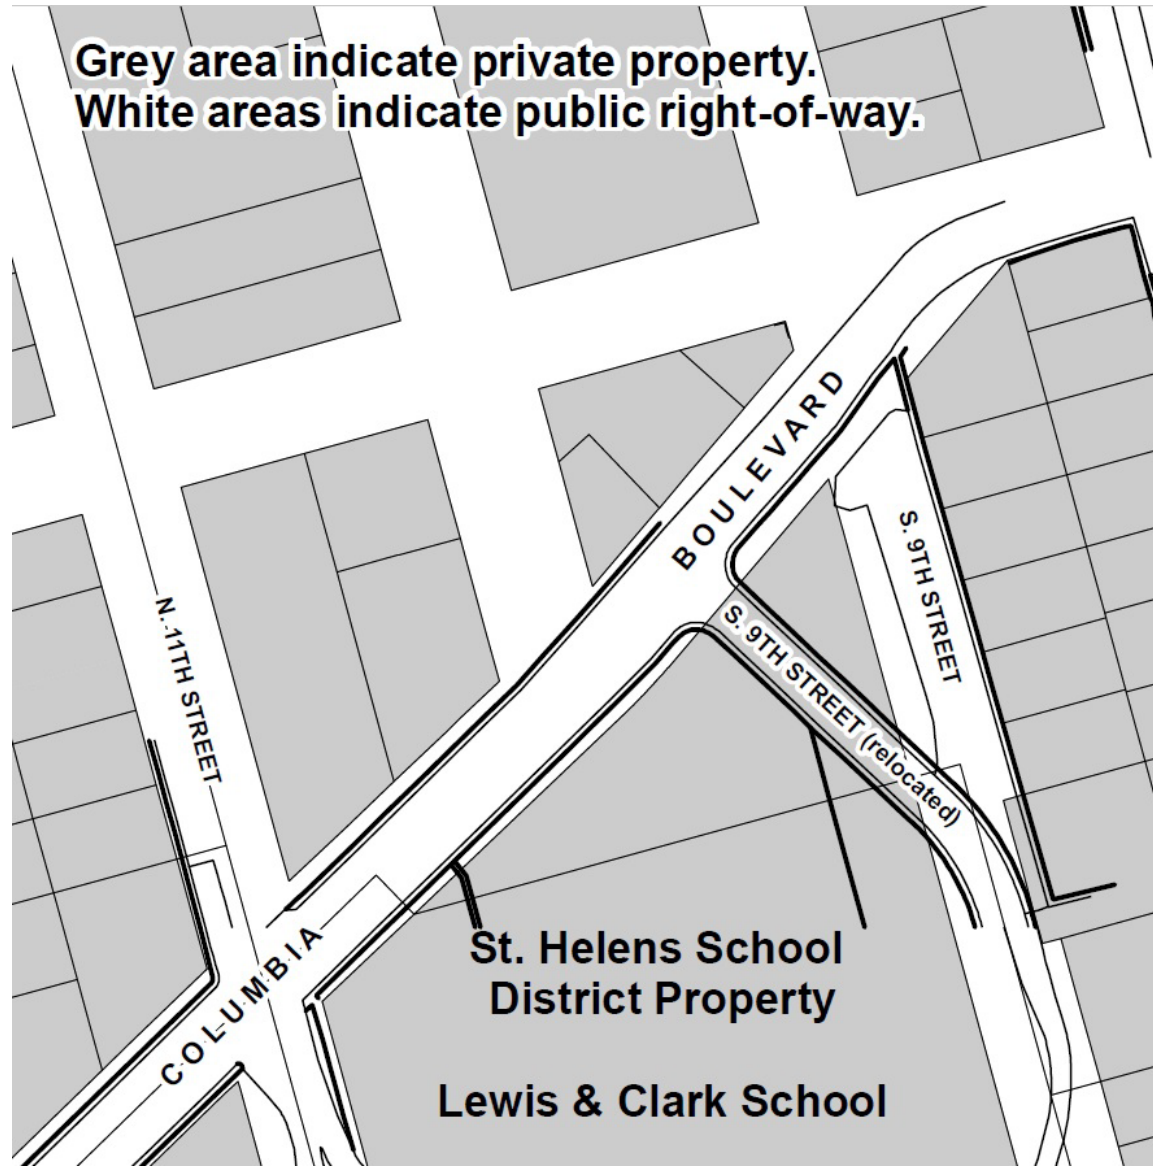 Grey area indicate private property.
White areas indicate public right-of-way.
BOULEVARD
S. 9TH STREET
S. 9TH STREET (relocated)
N. 11TH STREET
COLUMBIA
St. Helens School
District Property
Lewis & Clark School